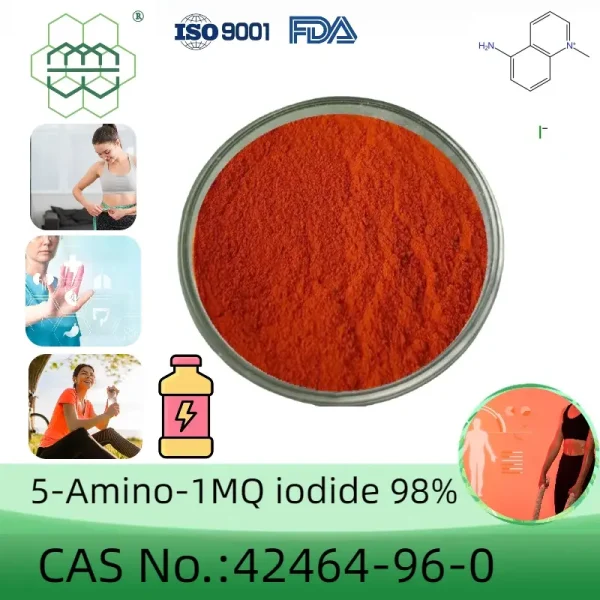 ®
ISO 9001 FDA
H₂N
N⁺
I⁻
5-Amino-1MQ iodide 98%
CAS No.:42464-96-0